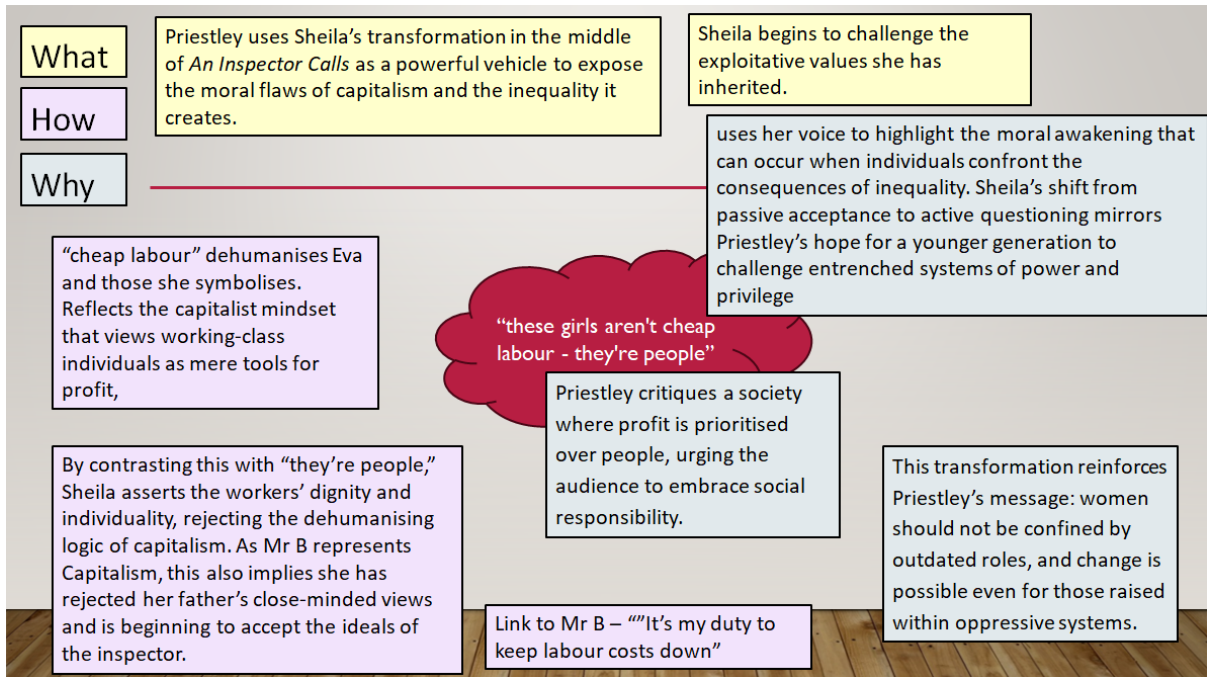 What
How
Why
Priestley uses Sheila's transformation in the middle
of An Inspector Calls as a powerful vehicle to expose
the moral flaws of capitalism and the inequality it
creates.
Sheila begins to challenge the
exploitative values she has
inherited.
uses her voice to highlight the moral awakening that
can occur when individuals confront the
consequences of inequality. Sheila's shift from
passive acceptance to active questioning mirrors
Priestley's hope for a younger generation to
challenge entrenched systems of power and
privilege
“cheap labour” dehumanises Eva
and those she symbolises.
Reflects the capitalist mindset
that views working-class
individuals as mere tools for
profit,
“these girls aren't cheap
labour - they're people”
Priestley critiques a society
where profit is prioritised
over people, urging the
audience to embrace social
responsibility.
By contrasting this with “they're people,”
Sheila asserts the workers' dignity and
individuality, rejecting the dehumanising
logic of capitalism. As Mr B represents
Capitalism, this also implies she has
rejected her father's close-minded views
and is beginning to accept the ideals of
the inspector.
Link to Mr B – “”It's my duty to
keep labour costs down”
This transformation reinforces
Priestley's message: women
should not be confined by
outdated roles, and change is
possible even for those raised
within oppressive systems.